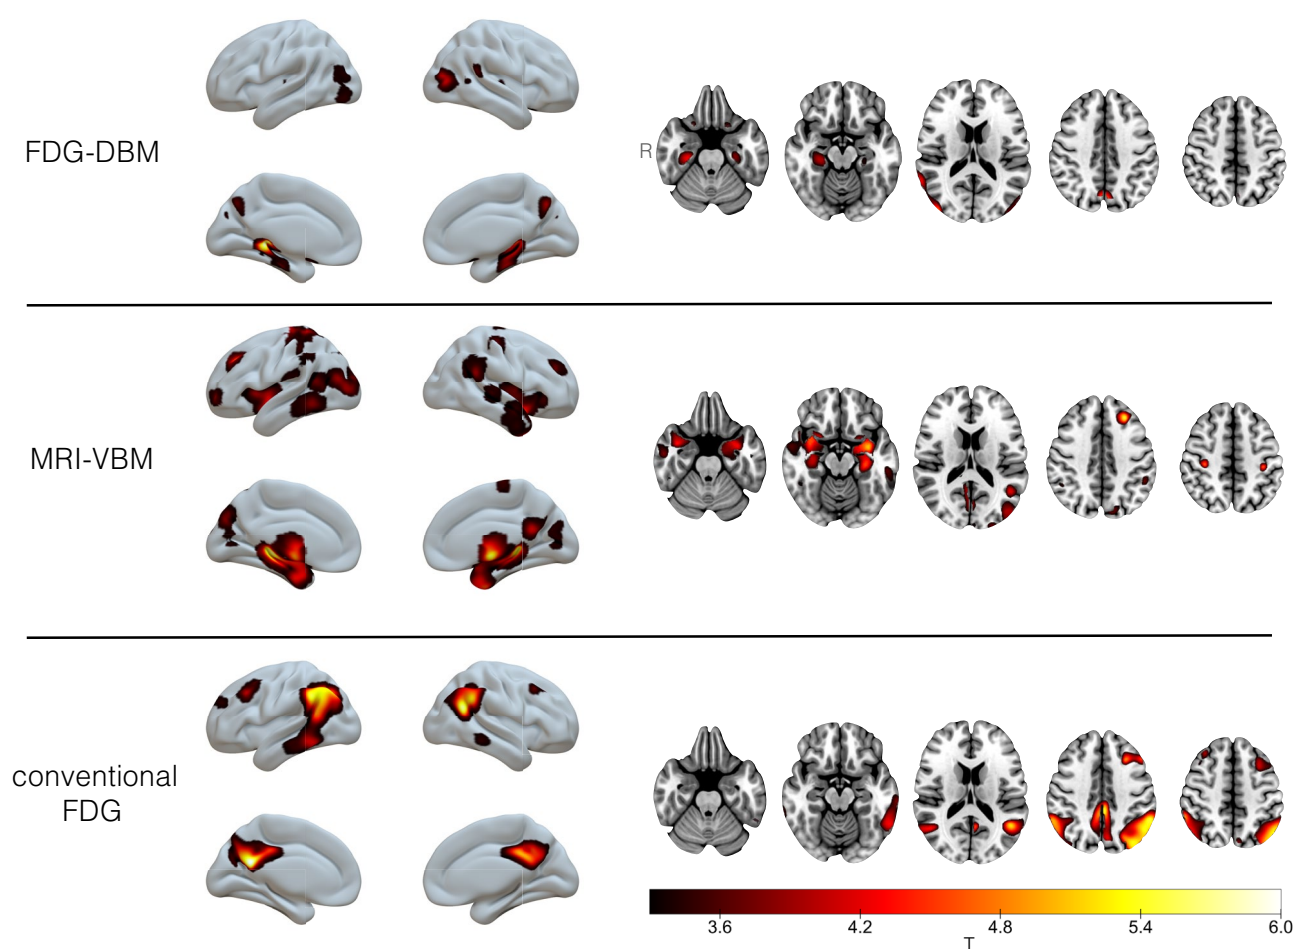 FDG-DBM
R
MRI-VBM
conventional
FDG
3.6 4.2 4.8 5.4 6.0
T